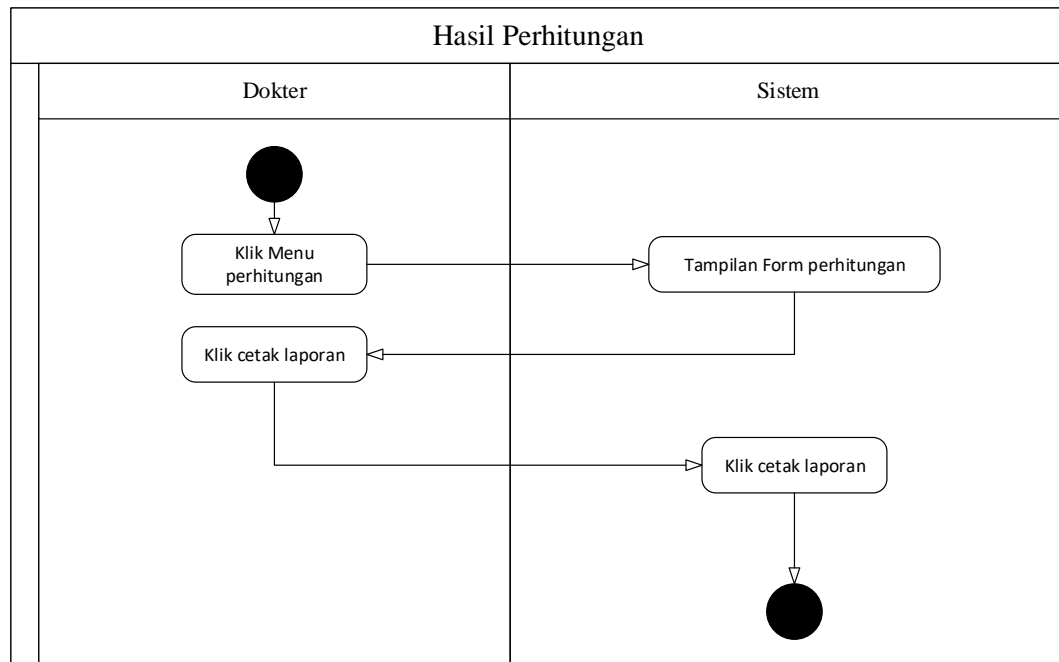 Hasil Perhitungan
Dokter
Sistem
Klik Menu
perhitungan
Tampilan Form perhitungan
Klik cetak laporan
Klik cetak laporan